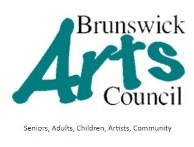 Brunswick
Arts
Council
Seniors, Adults, Children, Artists, Community